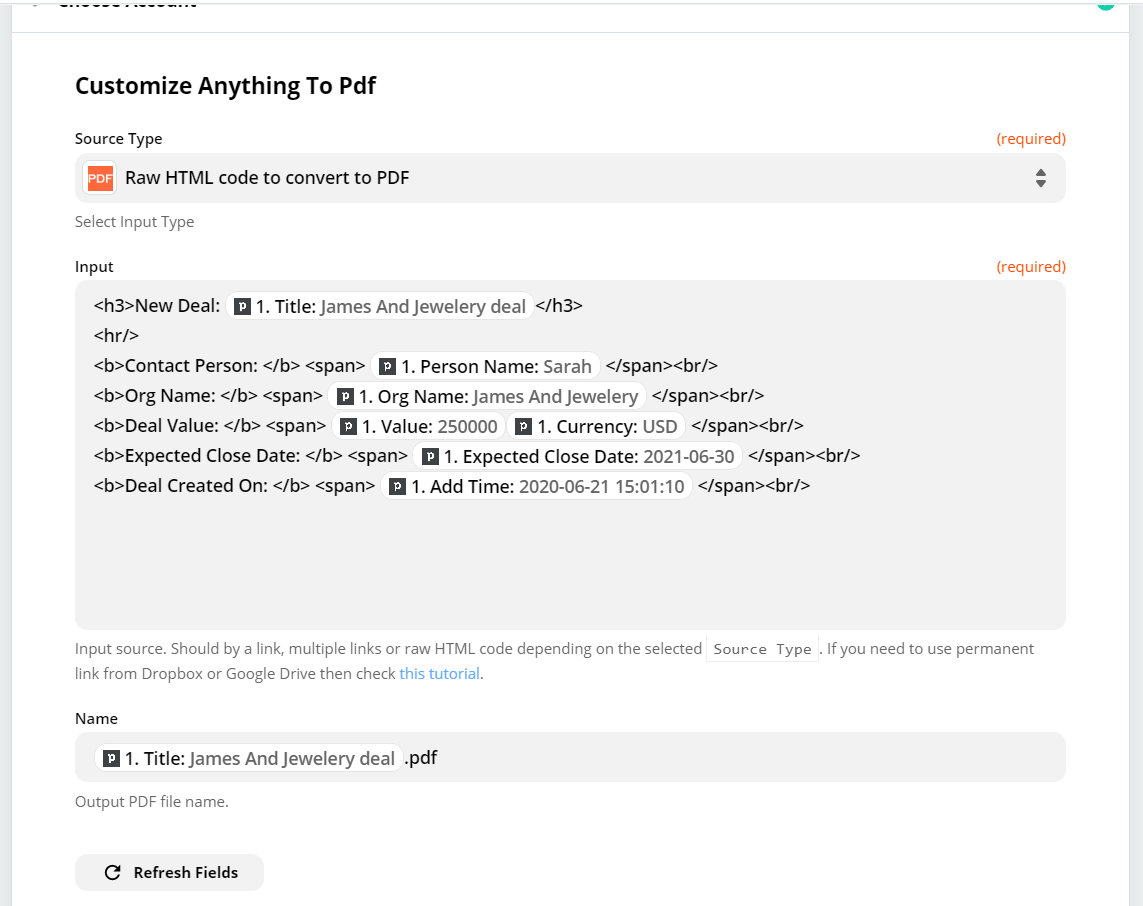 Choose Account
Customize Anything To Pdf
Source Type (required)
PDF Raw HTML code to convert to PDF
Select Input Type
Input (required)
<h3>New Deal: p 1. Title: James And Jewelery deal </h3>
<hr/>
<b>Contact Person: </b> <span> p 1. Person Name: Sarah </span><br/>
<b>Org Name: </b> <span> p 1. Org Name: James And Jewelery </span><br/>
<b>Deal Value: </b> <span> p 1. Value: 250000 p 1. Currency: USD </span><br/>
<b>Expected Close Date: </b> <span> p 1. Expected Close Date: 2021-06-30 </span><br/>
<b>Deal Created On: </b> <span> p 1. Add Time: 2020-06-21 15:01:10 </span><br/>
Input source. Should by a link, multiple links or raw HTML code depending on the selected Source Type. If you need to use permanent
link from Dropbox or Google Drive then check this tutorial.
Name
p 1. Title: James And Jewelery deal .pdf
Output PDF file name.
Refresh Fields